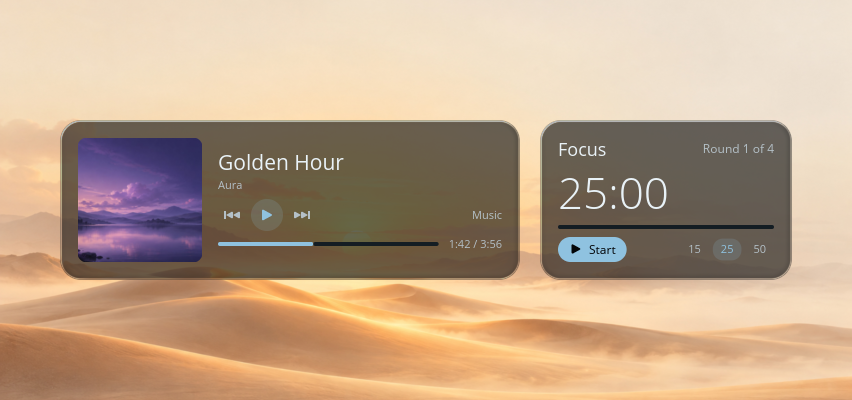 Golden Hour
Aura
Music
1:42 / 3:56
Focus
Round 1 of 4
25:00
Start
15
25
50